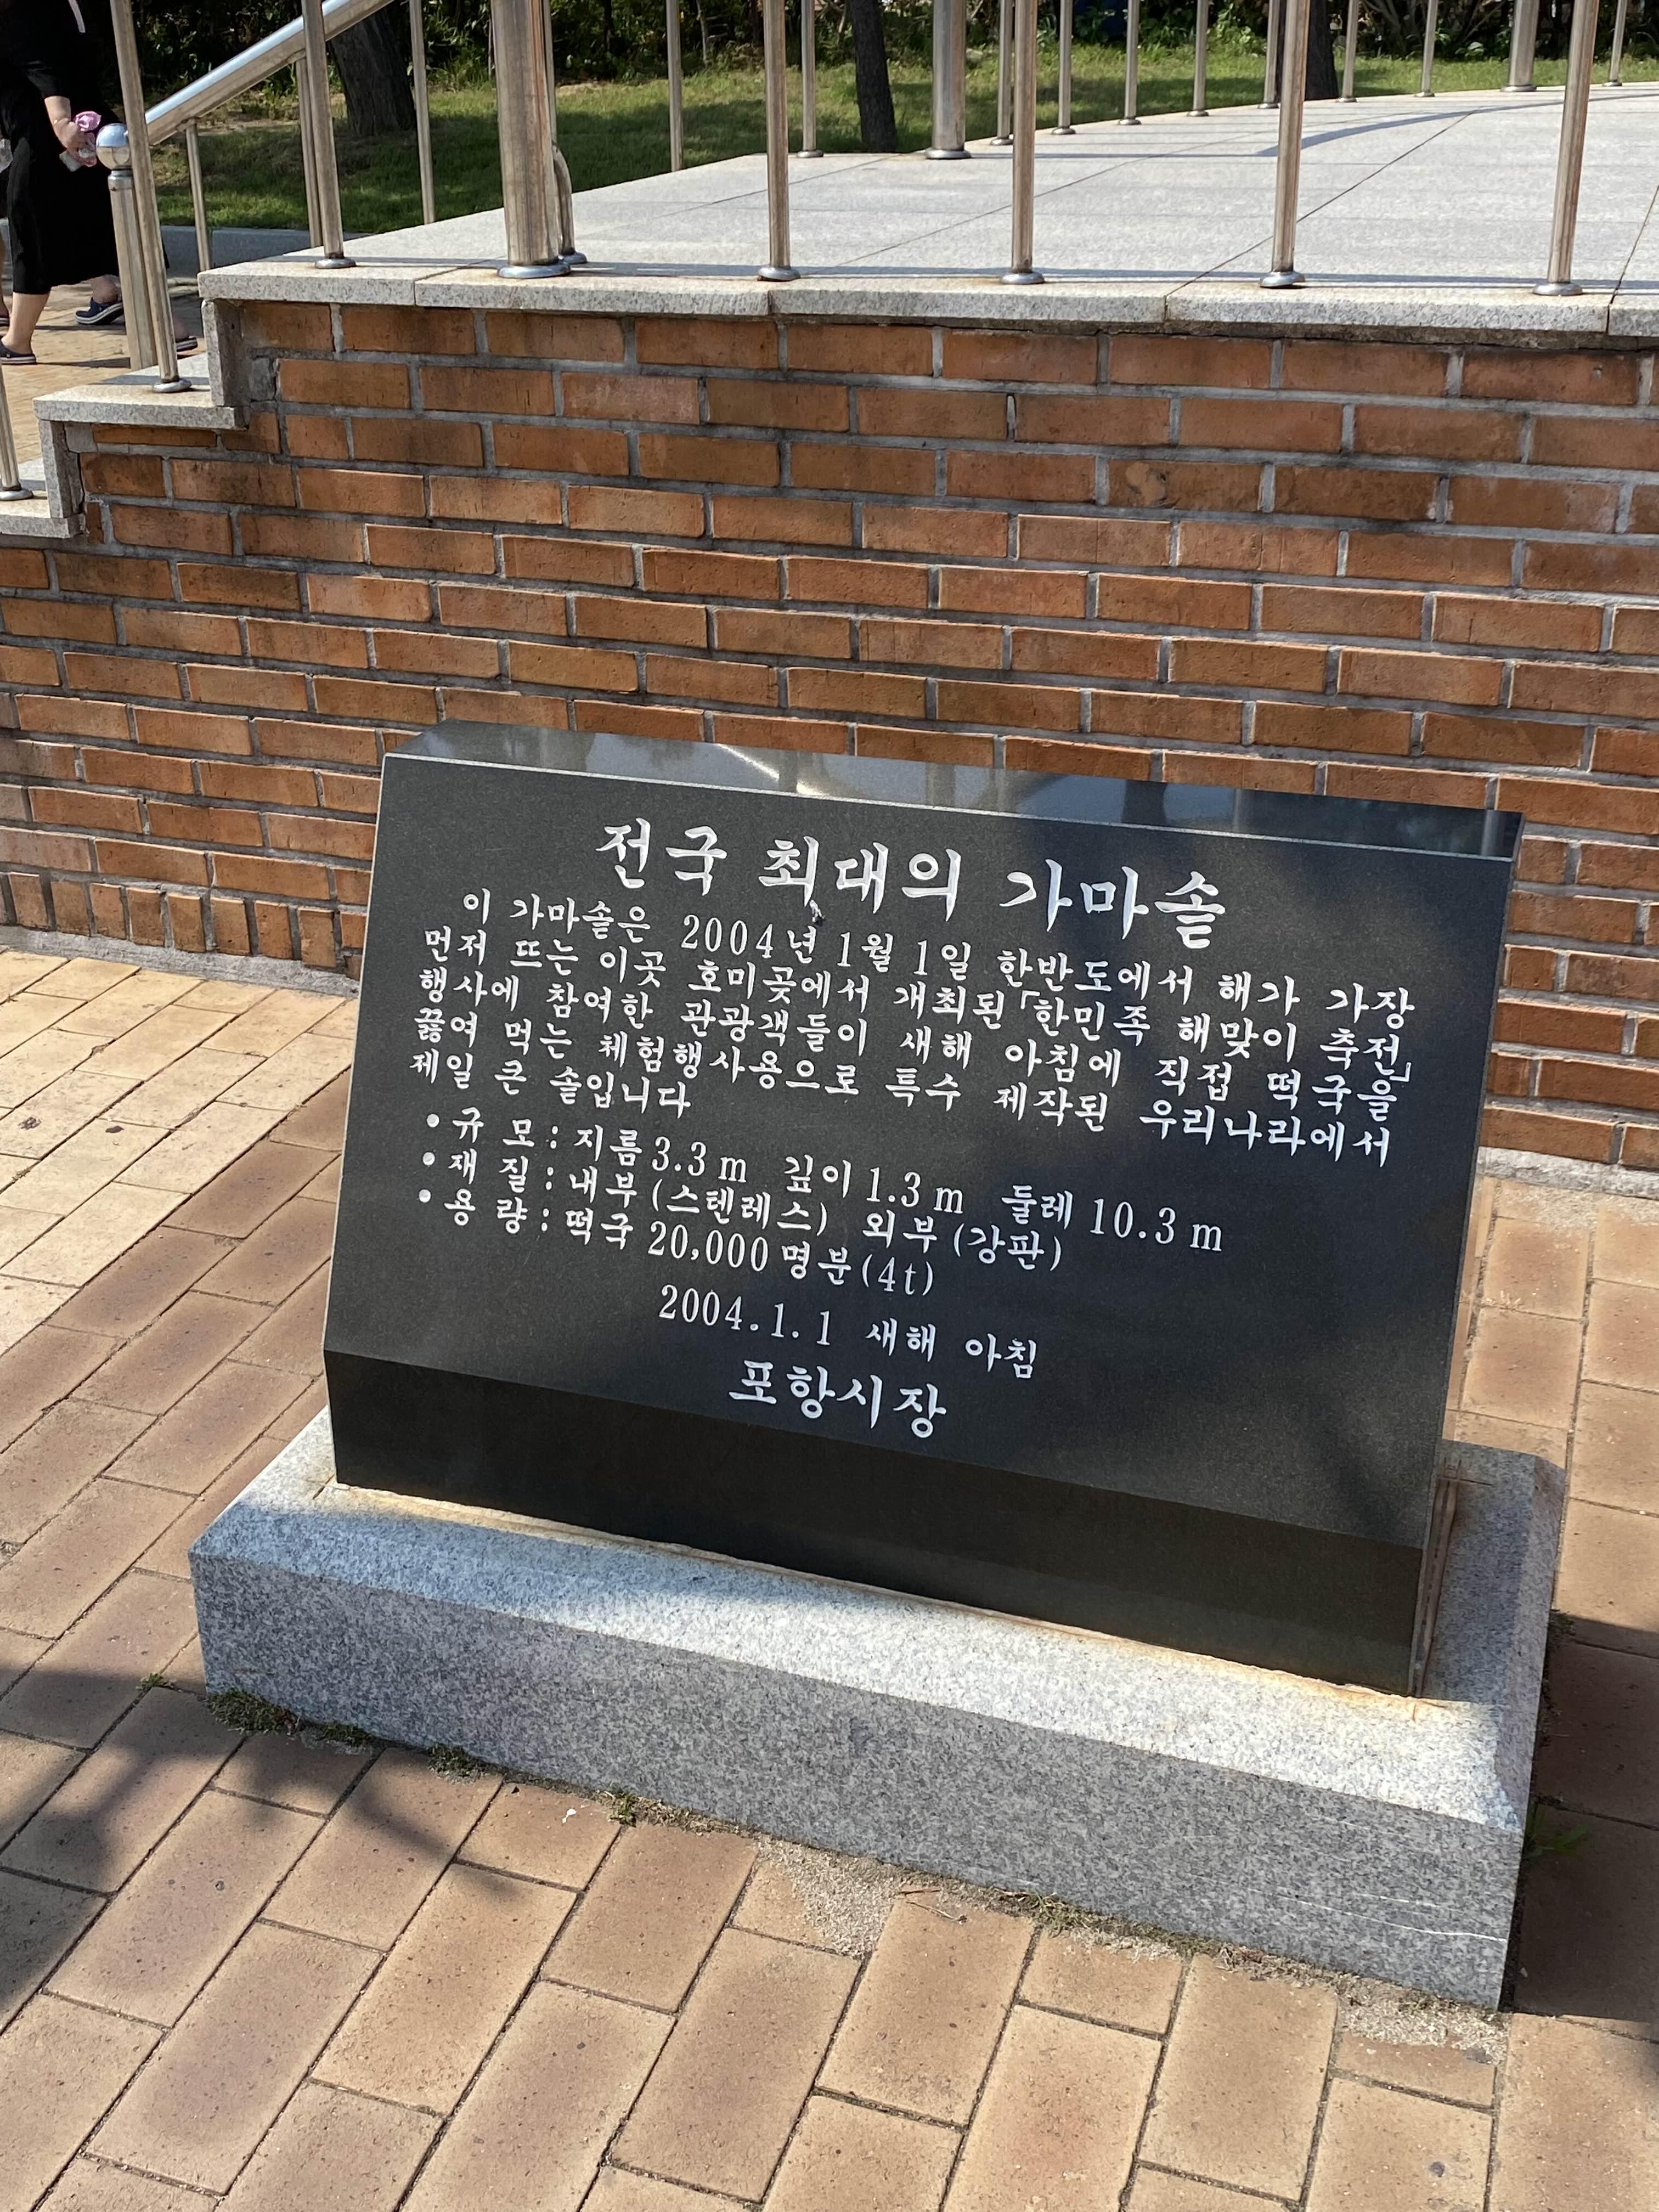 전국 최대의 가마솥
이 가마솥은 2004년 1월 1일 한반도에서 해가 가장
먼저 뜨는 이곳 호미곶에서 개최된「한민족 해맞이 축전」
행사에 참여한 관광객들이 새해 아침에 직접 떡국을
끓여 먹는 체험행사용으로 특수 제작된 우리나라에서
제일 큰 솥입니다
• 규 모 : 지름 3.3 m 깊이 1.3 m 둘레 10.3 m
• 재 질 : 내부 (스텐레스) 외부 (강판)
• 용 량 : 떡국 20,000 명분(4t)
2004.1.1 새해 아침
포항시장